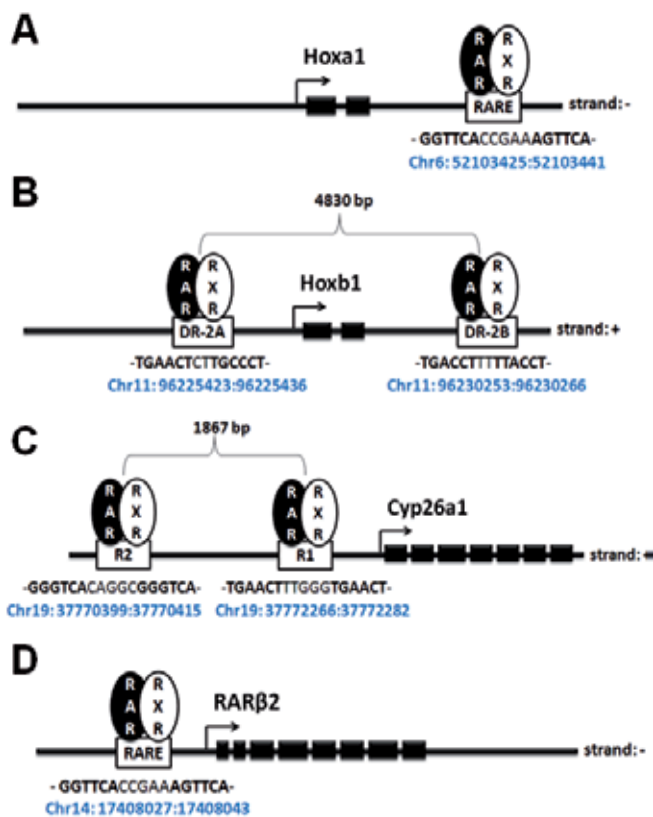 A
Hoxa1
R A R
R X R
RARE
strand: -
- GGTTCACCGAAAGTTCA-
Chr6: 52103425:52103441
B
4830 bp
R A R
R X R
DR-2A
Hoxb1
R A R
R X R
DR-2B
strand: +
-TGAACTCTTGCCCT-
Chr11: 96225423:96225436
-TGACCTTTTTACCT-
Chr11: 96230253:96230266
C
1867 bp
R A R
R X R
R2
R A R
R X R
R1
Cyp26a1
strand: +
-GGGTCACAGGCGGGTCA-
Chr19: 37770399:37770415
-TGAACTTTGGGTGAACT-
Chr19: 37772266:37772282
D
R A R
R X R
RARE
RARβ2
strand: -
- GGTTCACCGAAAGTTCA-
Chr14: 17408027:17408043